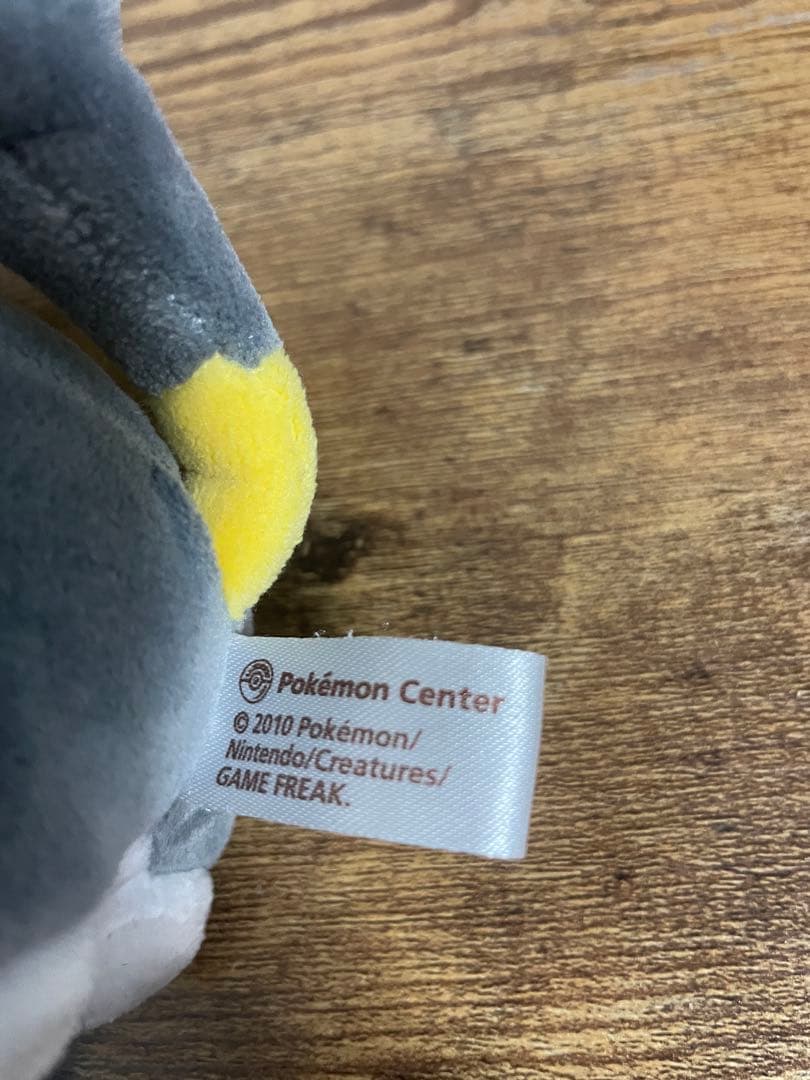 Pokémon Center
© 2010 Pokémon/
Nintendo/Creatures/
GAME FREAK.